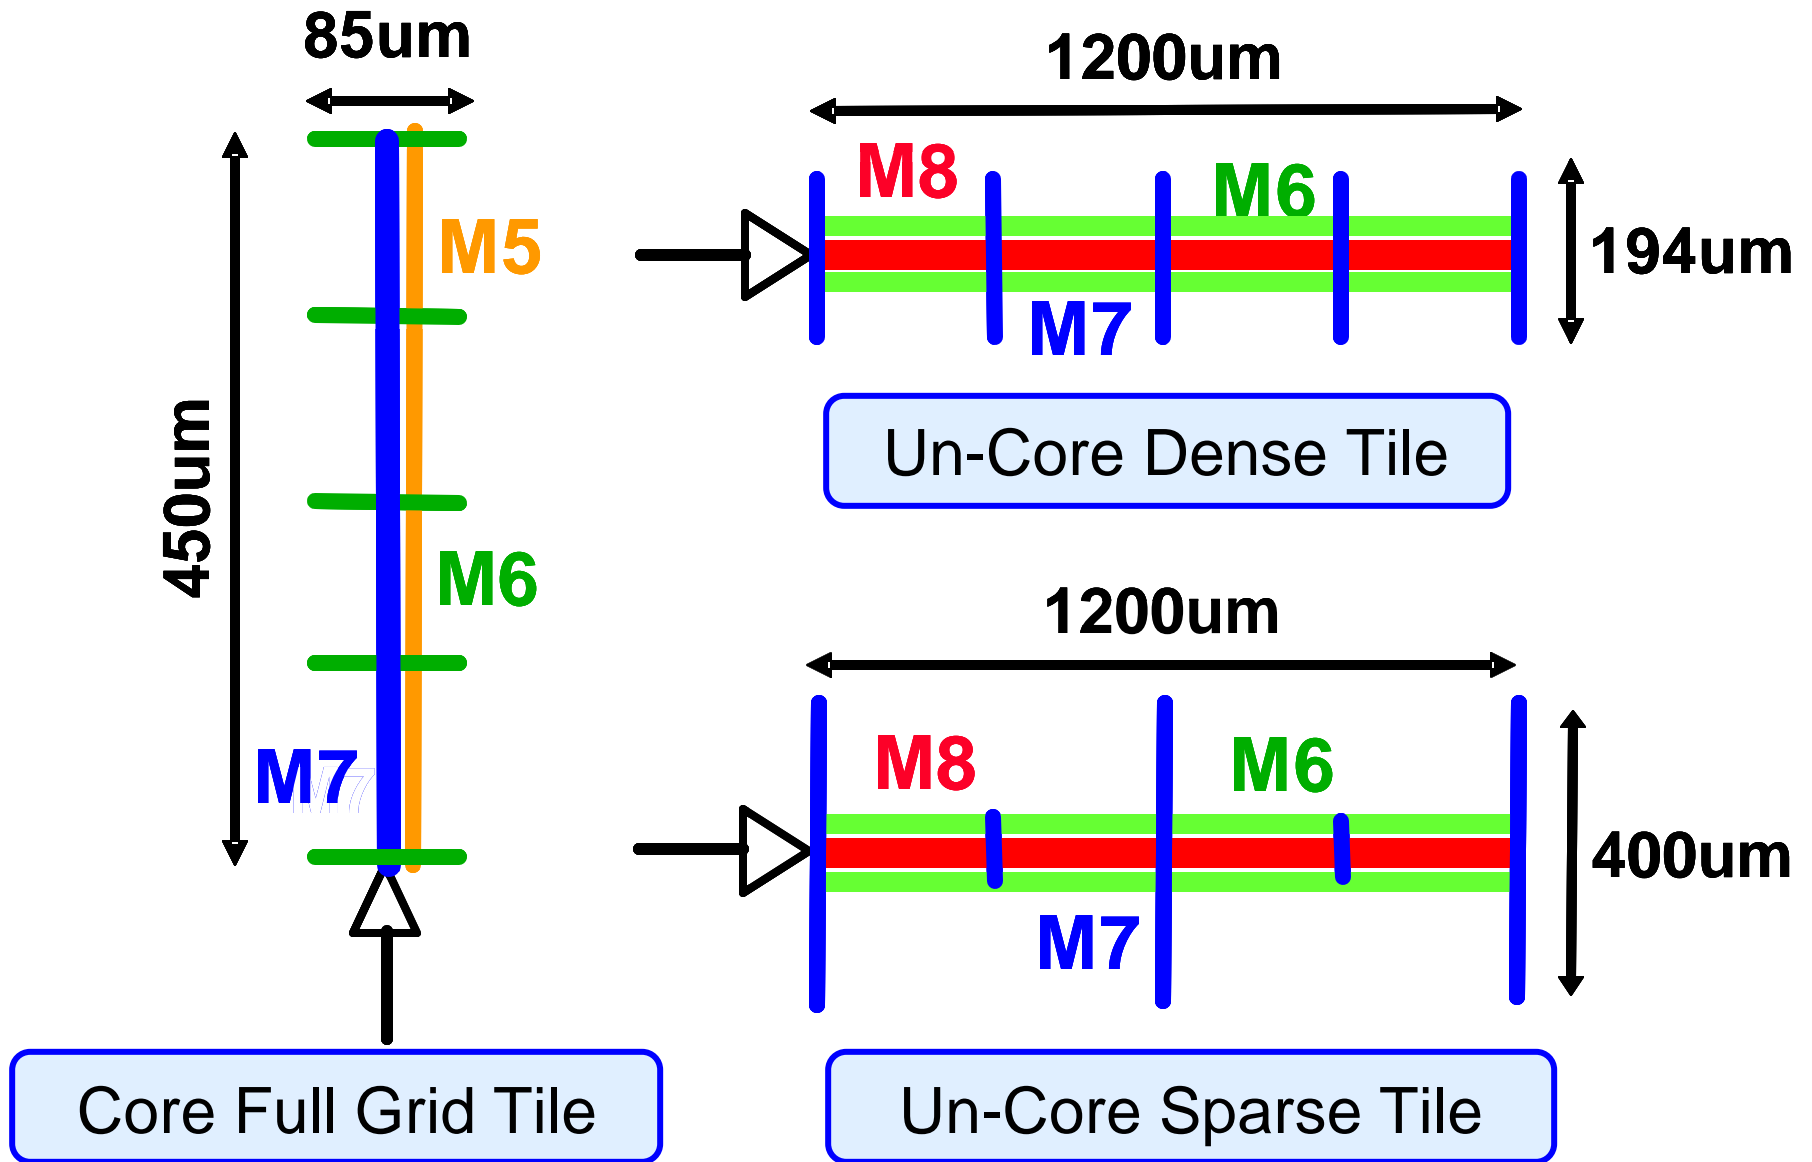 85um
450um
M5
M6
M7
Core Full Grid Tile
1200um
M8
M6
M7
194um
Un-Core Dense Tile
1200um
M8
M6
M7
400um
Un-Core Sparse Tile